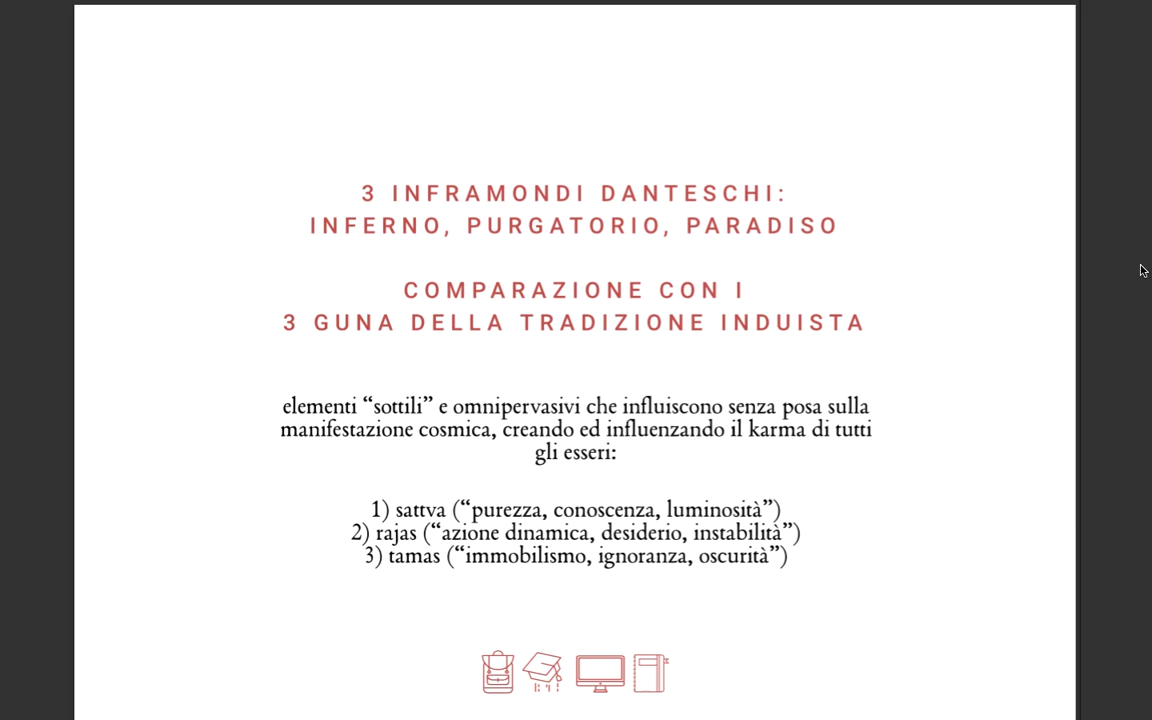 3 INFRAMONDI DANTESCHI:
INFERNO, PURGATORIO, PARADISO
COMPARAZIONE CON I
3 GUNA DELLA TRADIZIONE INDUISTA
elementi “sottili” e omnipervasivi che influiscono senza posa sulla
manifestazione cosmica, creando ed influenzando il karma di tutti
gli esseri:
1) sattva (“purezza, conoscenza, luminosità”)
2) rajas (“azione dinamica, desiderio, instabilità”)
3) tamas (“immobilismo, ignoranza, oscurità”)